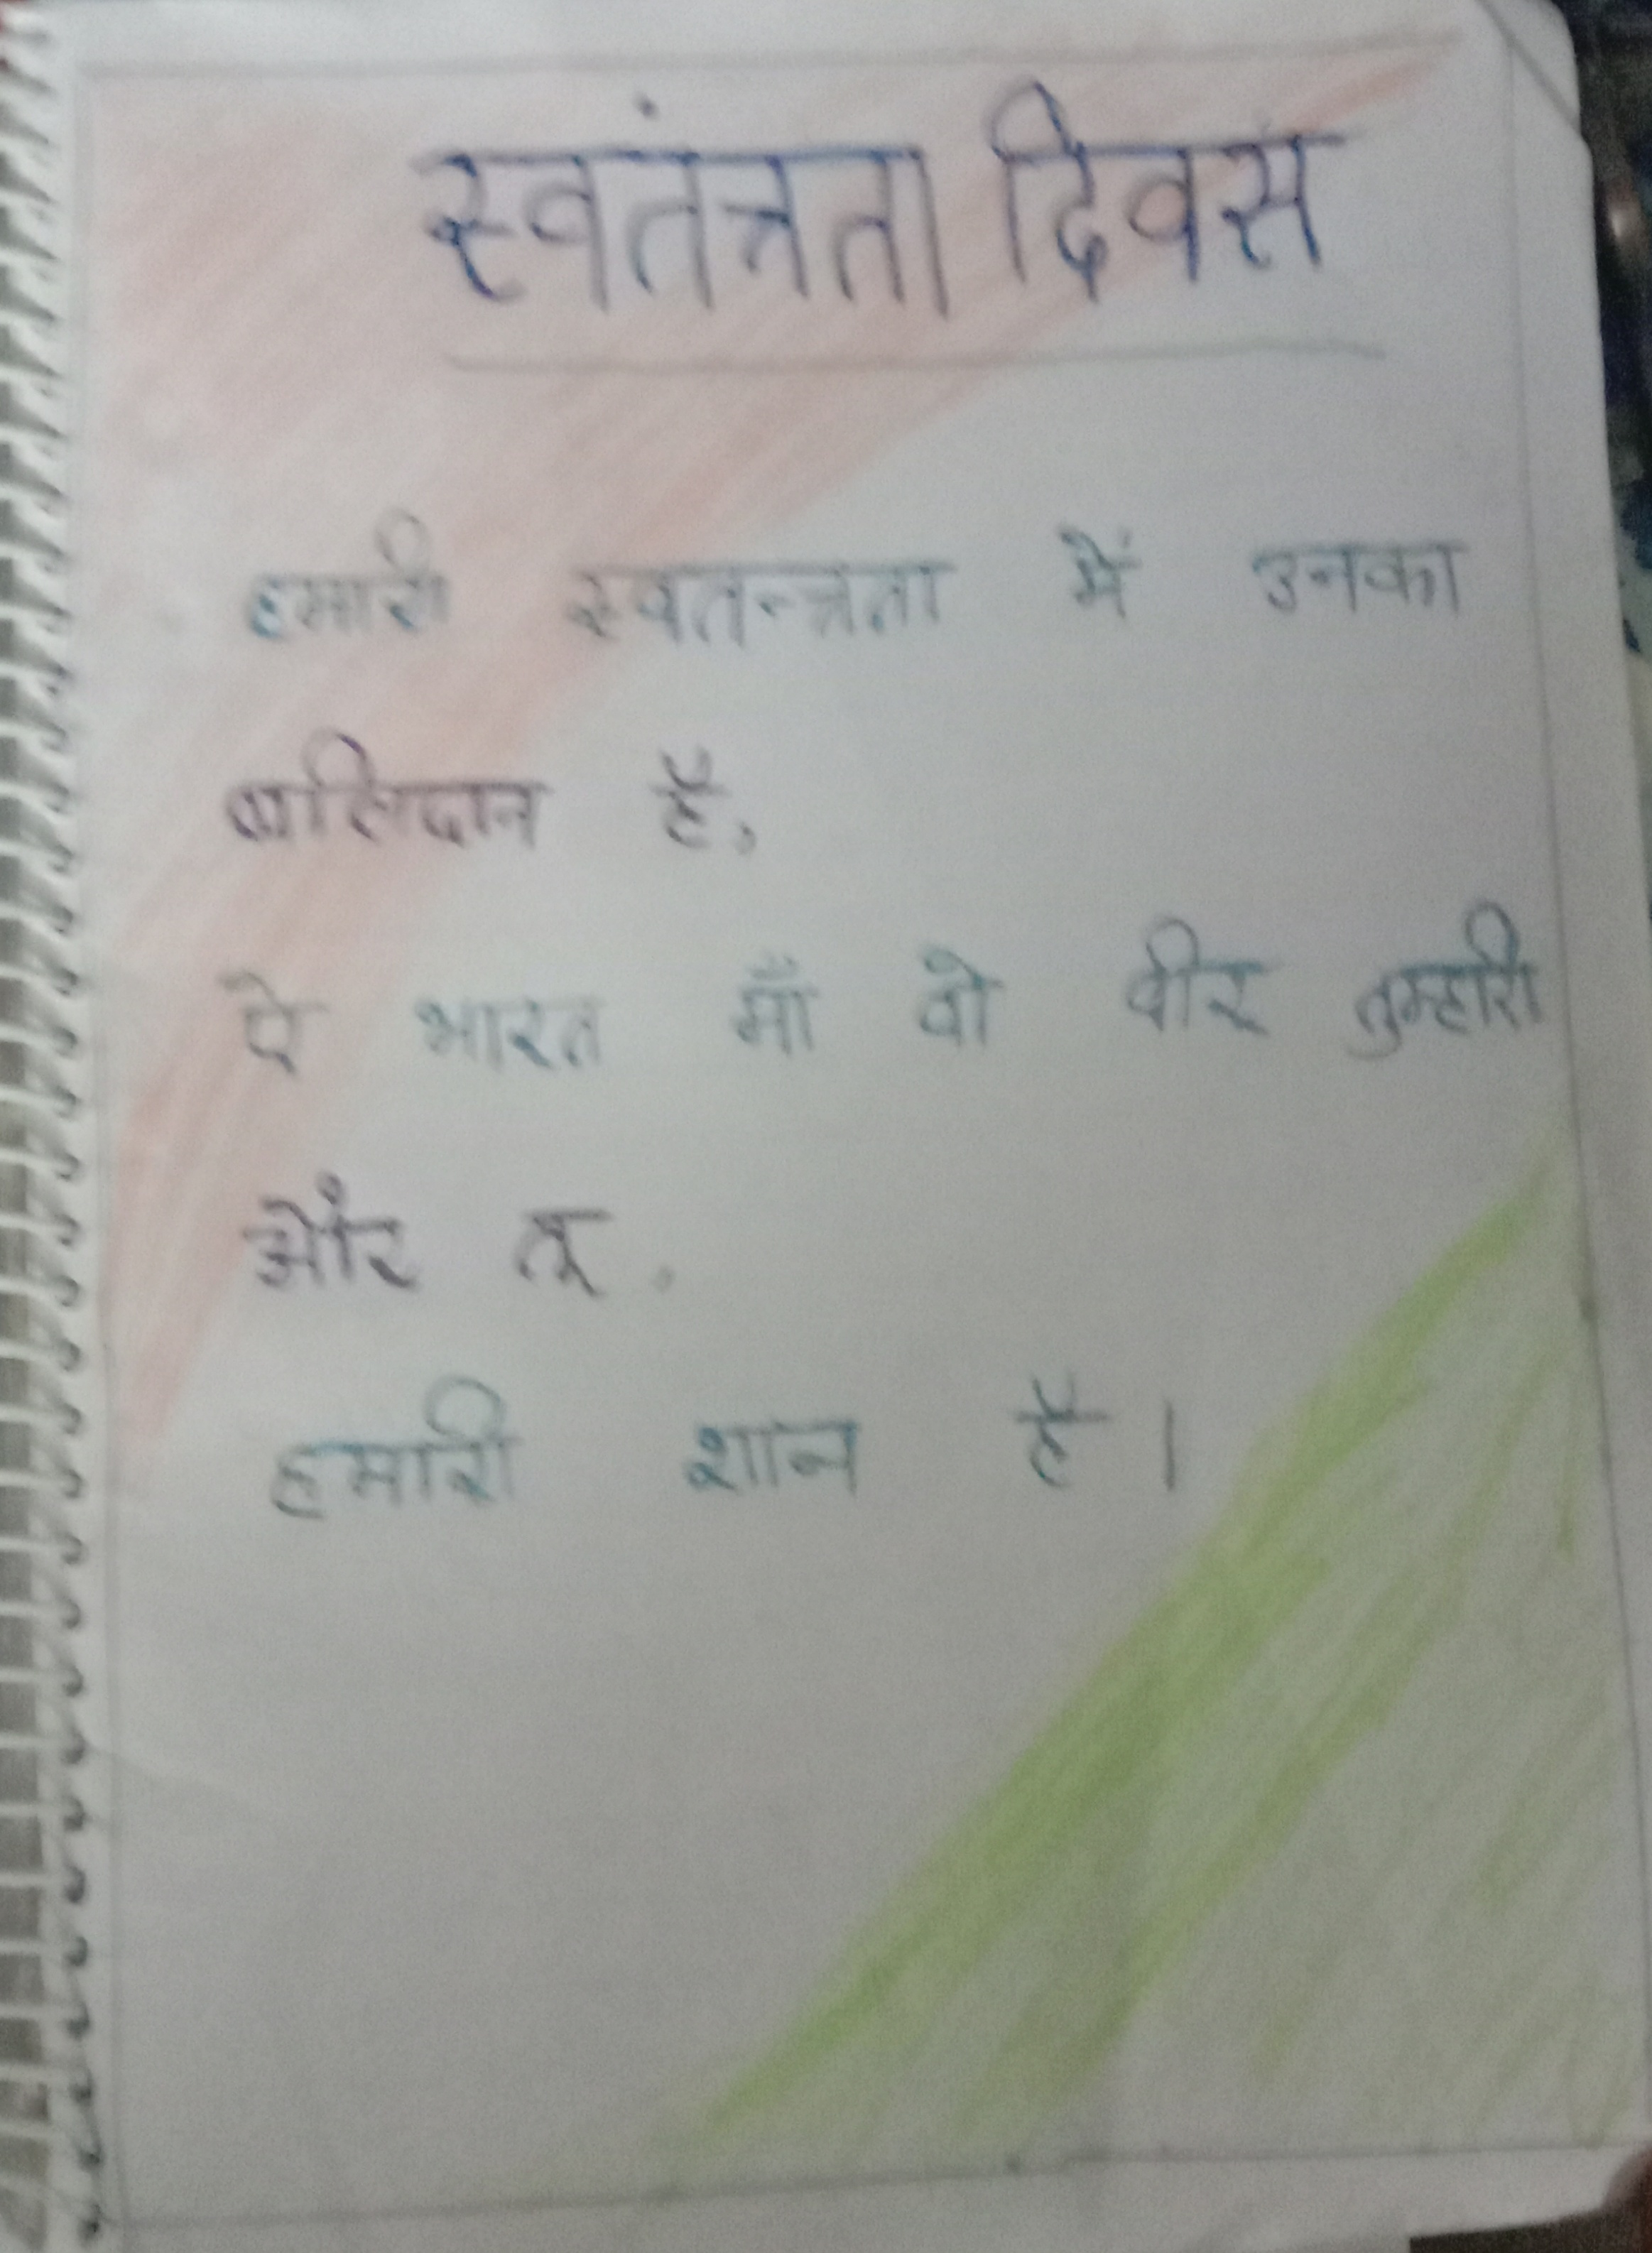 स्वतंत्रता दिवस
हमारी स्वतन्त्रता में उनका
बलिदान है,
ऐ भारत माँ वो वीर तुम्हारी
और तू .
हमारी शान है।